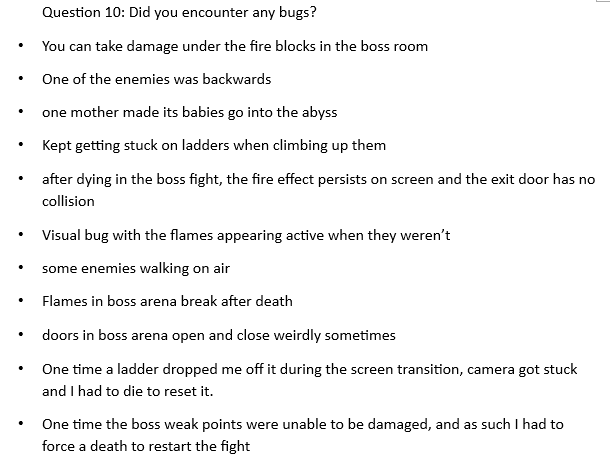 Question 10: Did you encounter any bugs?
• You can take damage under the fire blocks in the boss room
• One of the enemies was backwards
• one mother made its babies go into the abyss
• Kept getting stuck on ladders when climbing up them
• after dying in the boss fight, the fire effect persists on screen and the exit door has no
collision
• Visual bug with the flames appearing active when they weren’t
• some enemies walking on air
• Flames in boss arena break after death
• doors in boss arena open and close weirdly sometimes
• One time a ladder dropped me off it during the screen transition, camera got stuck
and I had to die to reset it.
• One time the boss weak points were unable to be damaged, and as such I had to
force a death to restart the fight